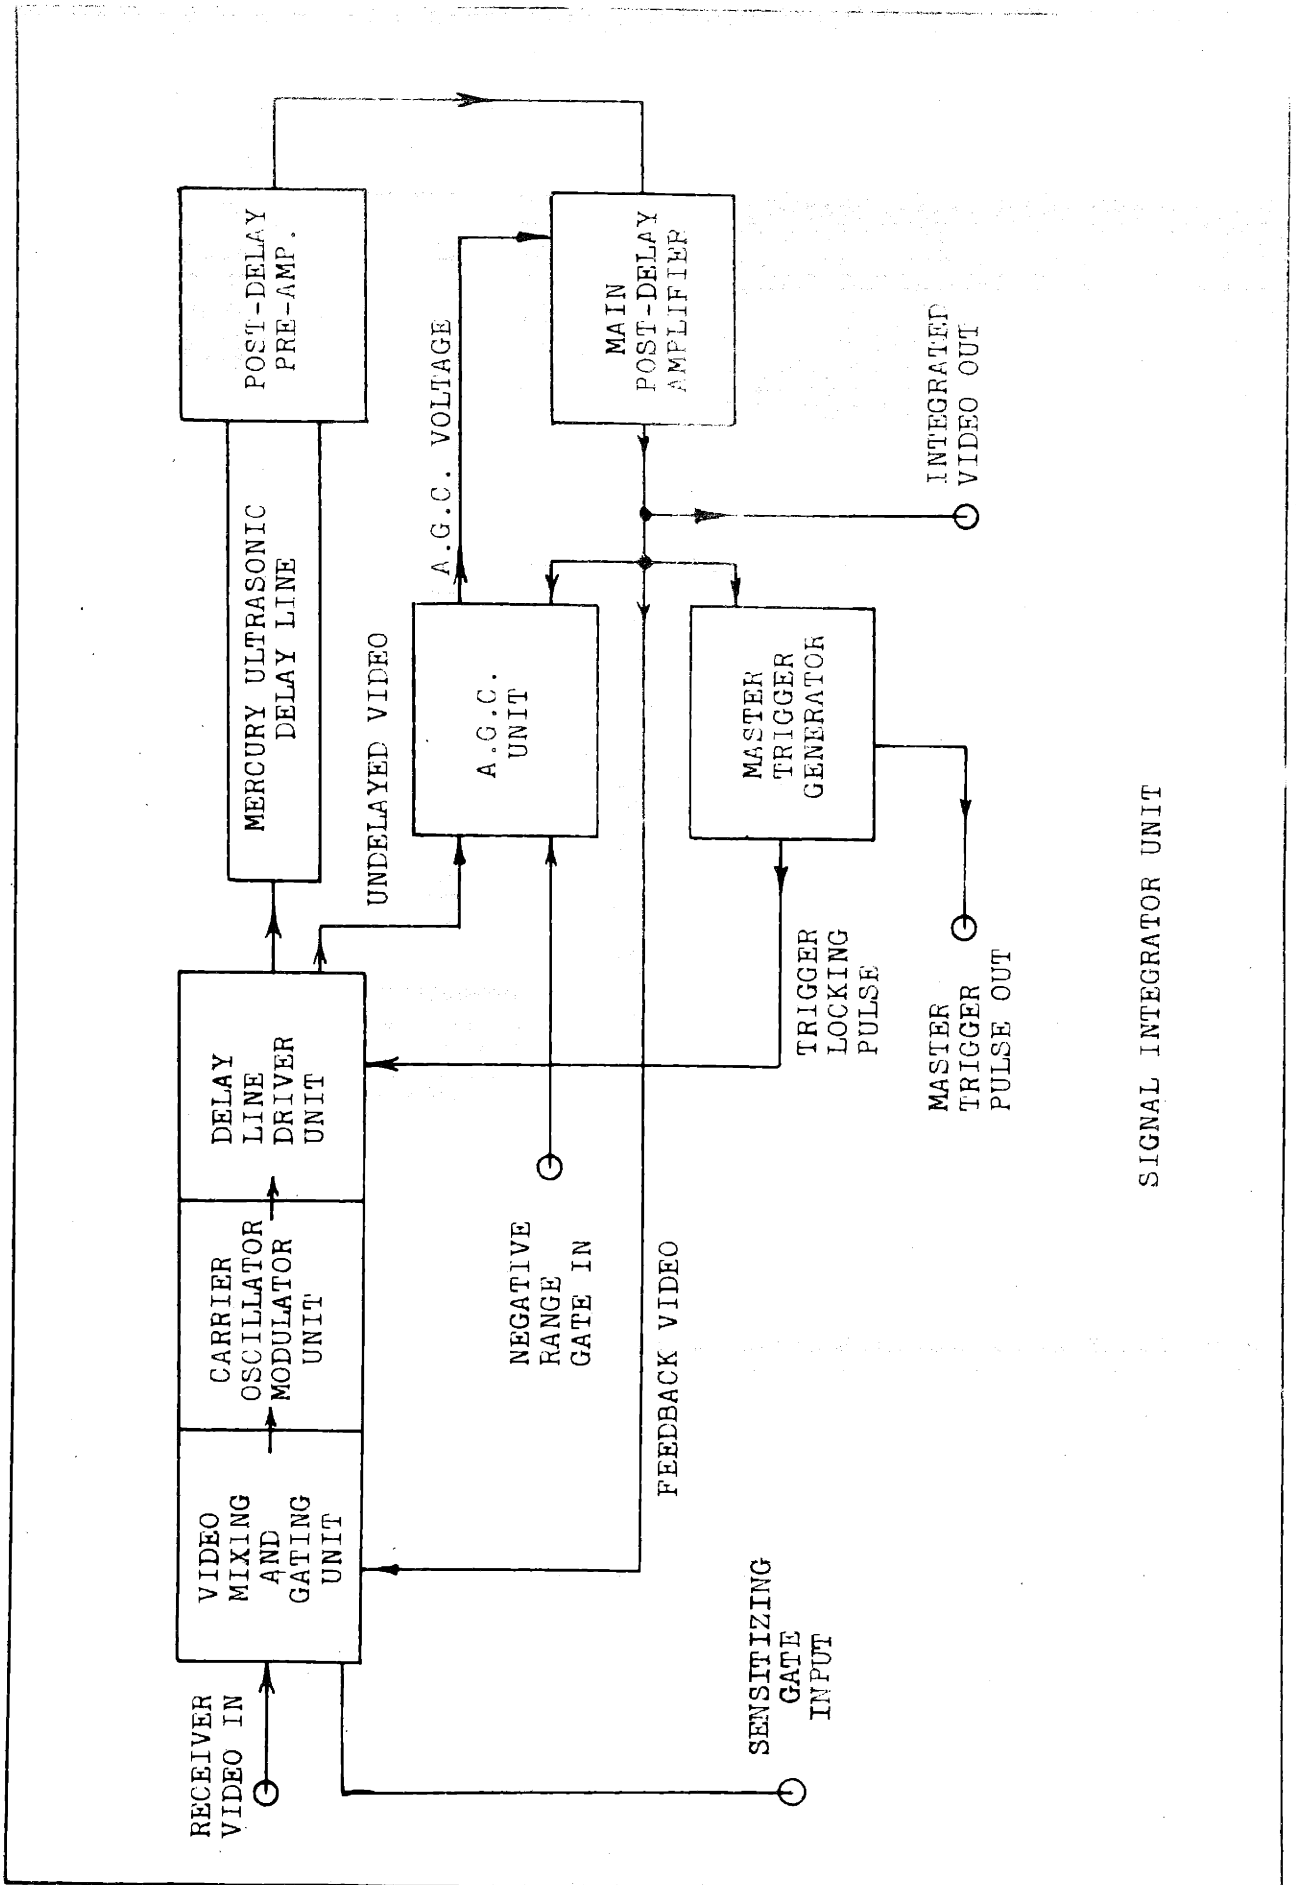 RECEIVER
VIDEO IN
VIDEO
MIXING
AND
GATING
UNIT
CARRIER
OSCILLATOR
MODULATOR
UNIT
DELAY
LINE
DRIVER
UNIT
MERCURY ULTRASONIC
DELAY LINE
POST-DELAY
PRE-AMP.
UNDELAYED VIDEO
A.G.C. VOLTAGE
A.G.C.
UNIT
MAIN
POST-DELAY
AMPLIFIER
NEGATIVE
RANGE
GATE IN
FEEDBACK VIDEO
MASTER
TRIGGER
GENERATOR
SENSITIZING
GATE
INPUT
TRIGGER
LOCKING
PULSE
MASTER
TRIGGER
PULSE OUT
INTEGRATED
VIDEO OUT
SIGNAL INTEGRATOR UNIT